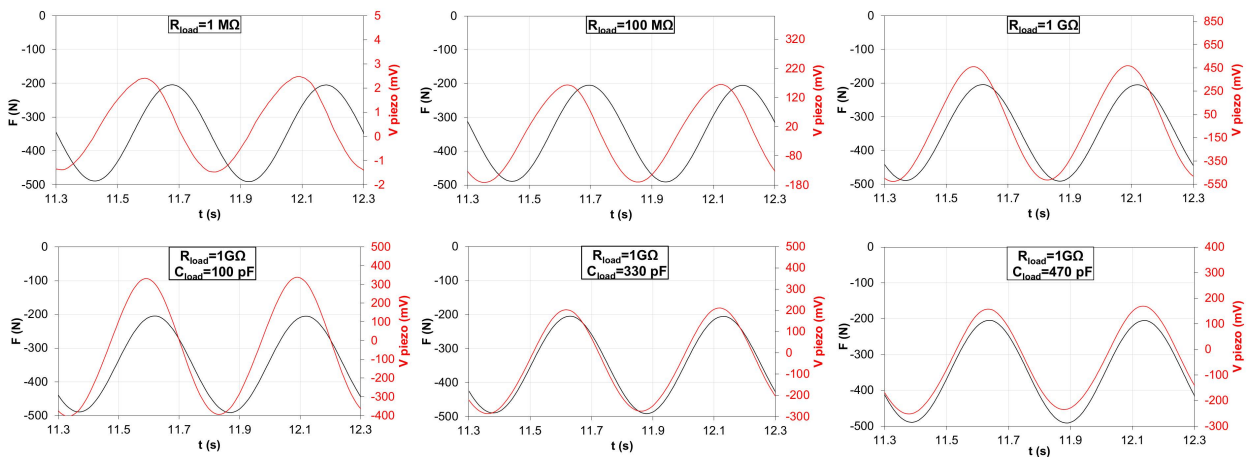 R_load=1 MΩ
F (N)
0
-100
-200
-300
-400
-500
5
4
3
2
1
0
-1
-2
V piezo (mV)
11.3 11.5 11.7 11.9 12.1 12.3
t (s)
R_load=100 MΩ
F (N)
0
-100
-200
-300
-400
-500
320
220
120
20
-80
-180
V piezo (mV)
11.3 11.5 11.7 11.9 12.1 12.3
t (s)
R_load=1 GΩ
F (N)
0
-100
-200
-300
-400
-500
850
650
450
250
50
-150
-350
-550
V piezo (mV)
11.3 11.5 11.7 11.9 12.1 12.3
t (s)
R_load=1GΩ
C_load=100 pF
F (N)
0
-100
-200
-300
-400
-500
500
400
300
200
100
0
-100
-200
-300
-400
V piezo (mV)
11.3 11.5 11.7 11.9 12.1 12.3
t (s)
R_load=1GΩ
C_load=330 pF
F (N)
0
-100
-200
-300
-400
-500
500
400
300
200
100
0
-100
-200
-300
V piezo (mV)
11.3 11.5 11.7 11.9 12.1 12.3
t (s)
R_load=1GΩ
C_load=470 pF
F (N)
0
-100
-200
-300
-400
-500
400
300
200
100
0
-100
-200
-300
V piezo (mV)
11.3 11.5 11.7 11.9 12.1 12.3
t (s)